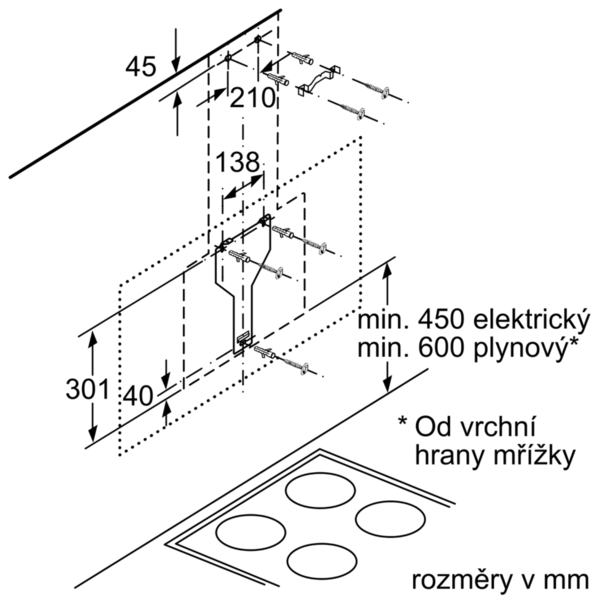 45
210
138
min. 450 elektrický
min. 600 plynový*
301
40
* Od vrchní
hrany mřížky
rozměry v mm